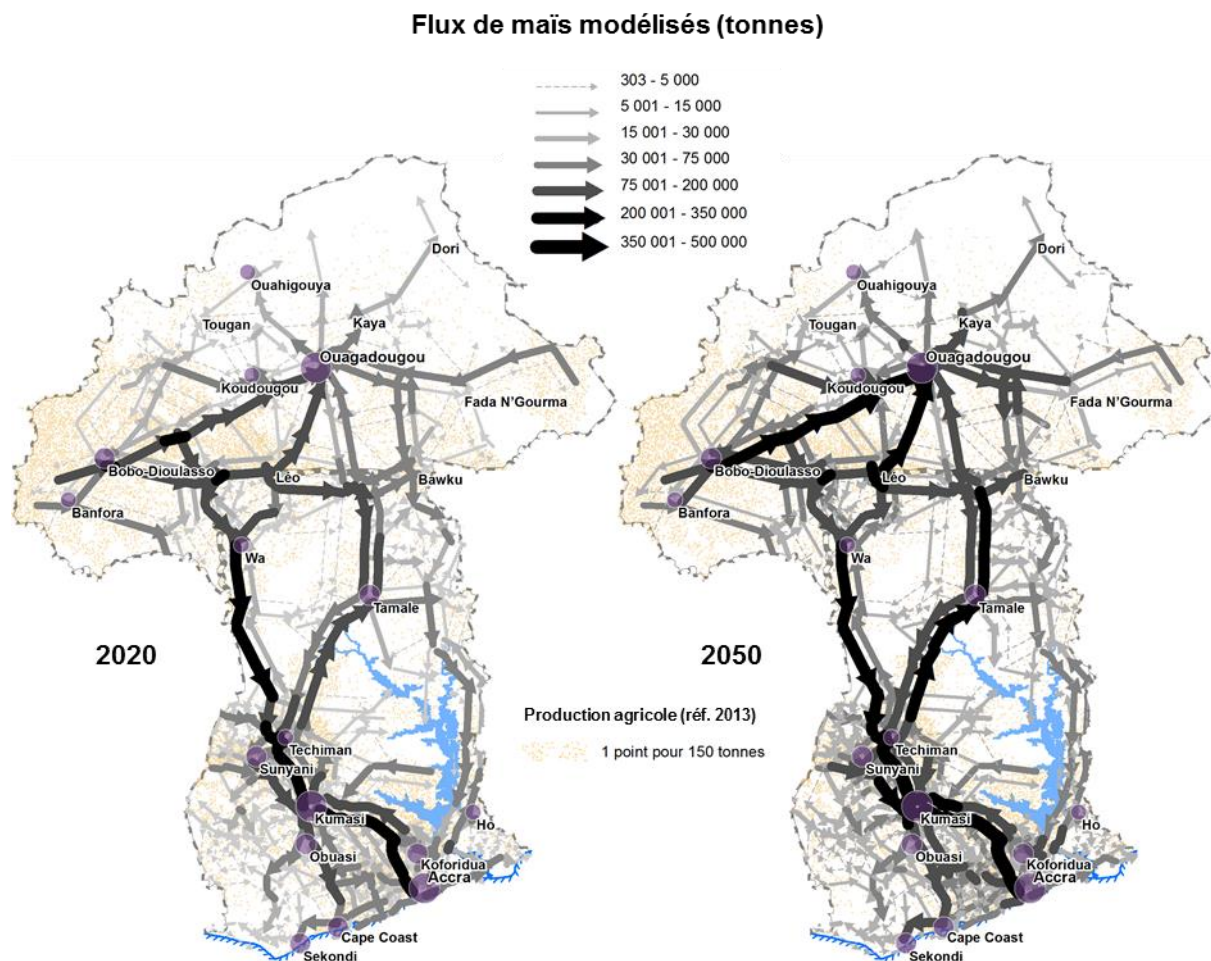 Flux de maïs modélisés (tonnes)
303 - 5 000
5 001 - 15 000
15 001 - 30 000
30 001 - 75 000
75 001 - 200 000
200 001 - 350 000
350 001 - 500 000
Dori
Ouahigouya
Tougan
Kaya
Ouagadougou
Koudougou
Fada N'Gourma
Bobo-Dioulasso
Léo
Bawku
Banfora
Wa
Tamale
2020
Techiman
Sunyani
Kumasi
Ho
Obuasi
Koforidua
Accra
Cape Coast
Sekondi
Production agricole (réf. 2013)
1 point pour 150 tonnes
Dori
Ouahigouya
Tougan
Kaya
Ouagadougou
Koudougou
Fada N'Gourma
Bobo-Dioulasso
Léo
Bawku
Banfora
Wa
Tamale
2050
Techiman
Sunyani
Kumasi
Ho
Obuasi
Koforidua
Accra
Cape Coast
Sekondi